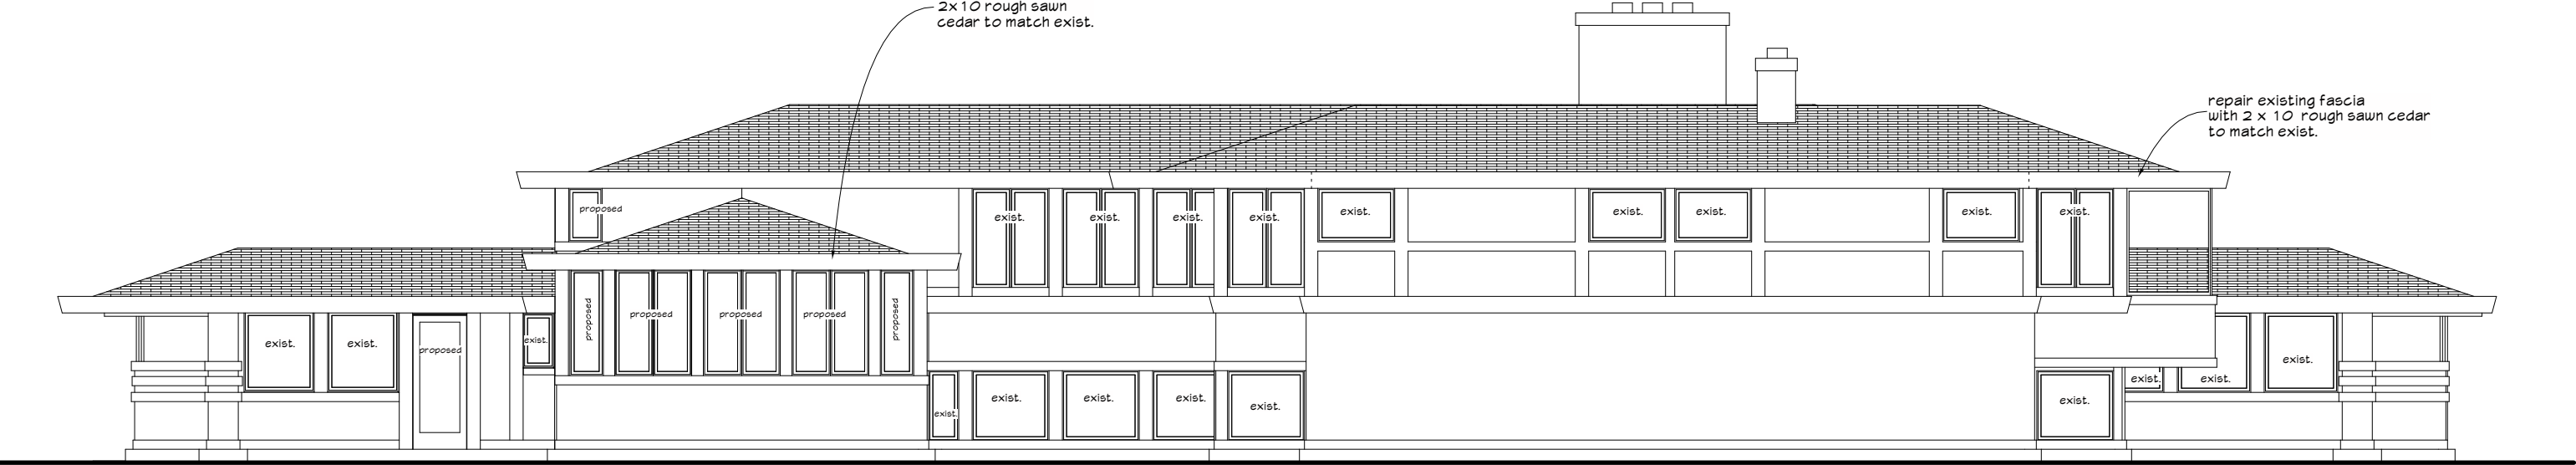 2x10 rough sawn
cedar to match exist.
repair existing fascia
with 2 x 10 rough sawn cedar
to match exist.
proposed
exist.
exist.
exist.
exist.
exist.
exist.
exist.
exist.
exist.
proposed
proposed
proposed
proposed
proposed
exist.
exist.
proposed
exist.
exist.
exist.
exist.
exist.
exist.
exist.
exist.
exist.
exist.
exist.